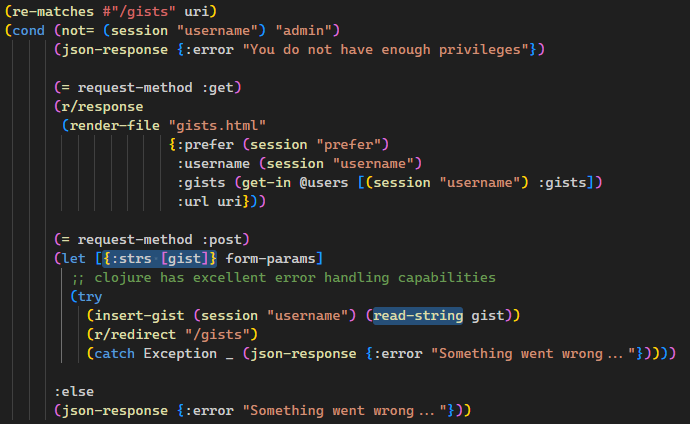 (re-matches #"/gists" uri)
(cond (not= (session "username") "admin")
(json-response {:error "You do not have enough privileges"})
(= request-method :get)
(r/response
(render-file "gists.html"
{:prefer (session "prefer")
:username (session "username")
:gists (get-in @users [(session "username") :gists])
:url uri}))
(= request-method :post)
(let [{:strs [gist]} form-params]
;; clojure has excellent error handling capabilities
(try
(insert-gist (session "username") (read-string gist))
(r/redirect "/gists")
(catch Exception _ (json-response {:error "Something went wrong..."}))))
:else
(json-response {:error "Something went wrong..."}))